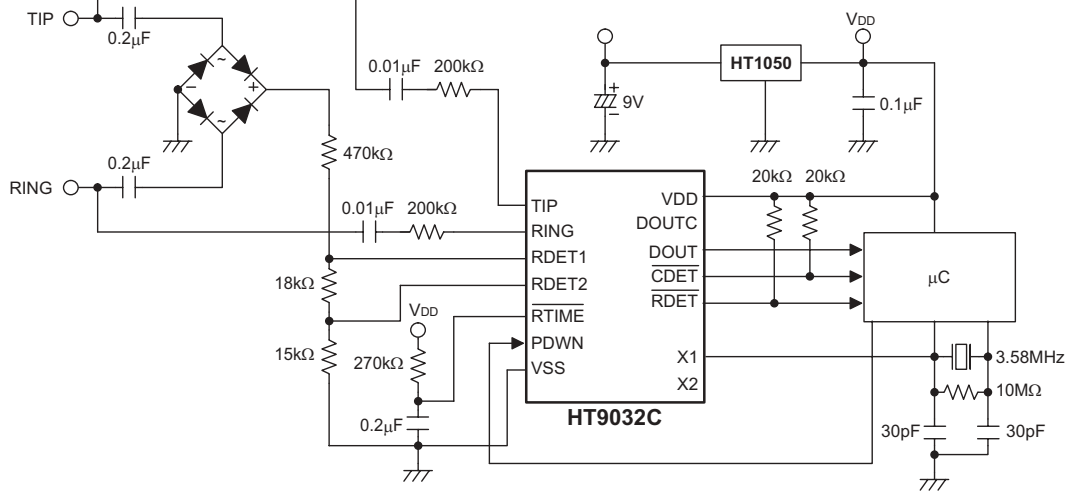 TIP
0.2μF
~
−
+
~
0.2μF
RING
0.01μF
200kΩ
470kΩ
0.01μF
200kΩ
18kΩ
15kΩ
VDD
270kΩ
0.2μF
+
−
9V
HT1050
VDD
0.1μF
20kΩ
20kΩ
TIP
RING
RDET1
RDET2
RTIME
PDWN
VSS
VDD
DOUTC
DOUT
CDET
RDET
X1
X2
HT9032C
μC
3.58MHz
10MΩ
30pF
30pF